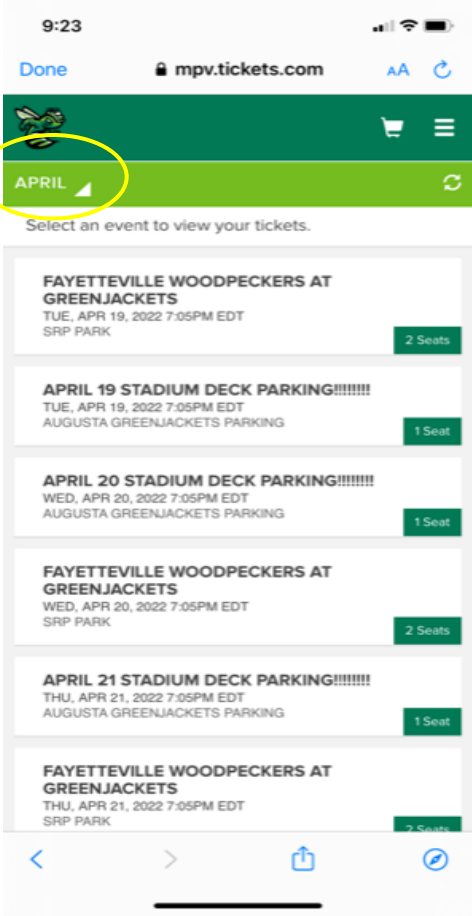 9:23
Done
mpv.tickets.com
AA
APRIL
Select an event to view your tickets.
FAYETTEVILLE WOODPECKERS AT
GREENJACKETS
TUE, APR 19, 2022 7:05PM EDT
SRP PARK
2 Seats
APRIL 19 STADIUM DECK PARKING!!!!!!!!
TUE, APR 19, 2022 7:05PM EDT
AUGUSTA GREENJACKETS PARKING
1 Seat
APRIL 20 STADIUM DECK PARKING!!!!!!!!
WED, APR 20, 2022 7:05PM EDT
AUGUSTA GREENJACKETS PARKING
1 Seat
FAYETTEVILLE WOODPECKERS AT
GREENJACKETS
WED, APR 20, 2022 7:05PM EDT
SRP PARK
2 Seats
APRIL 21 STADIUM DECK PARKING!!!!!!!!
THU, APR 21, 2022 7:05PM EDT
AUGUSTA GREENJACKETS PARKING
1 Seat
FAYETTEVILLE WOODPECKERS AT
GREENJACKETS
THU, APR 21, 2022 7:05PM EDT
SRP PARK
2 Seats